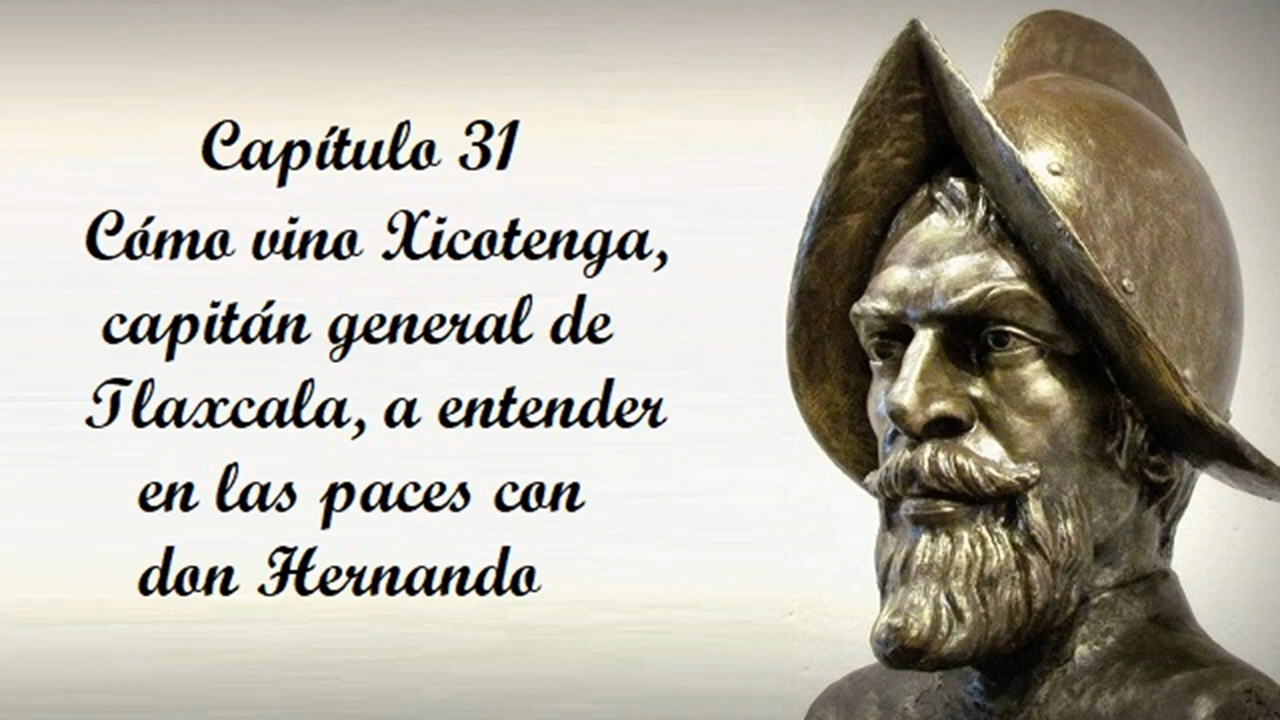 Capítulo 31
Cómo vino Xicotenga,
capitán general de
Tlaxcala, a entender
en las paces con
don Hernando